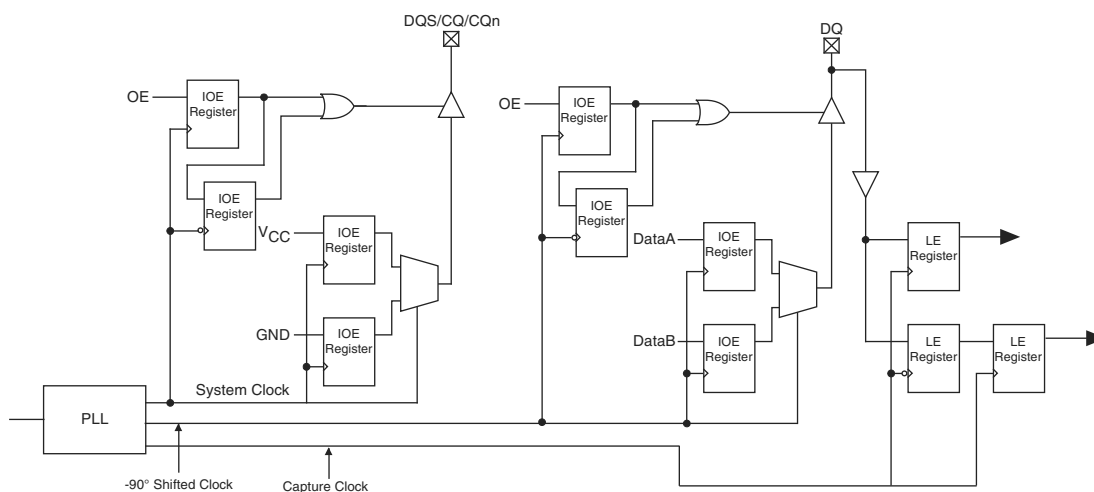 DQS/CQ/CQn
DQ
OE
IOE
Register
IOE
Register
VCC
IOE
Register
GND
IOE
Register
OE
IOE
Register
IOE
Register
DataA
IOE
Register
DataB
IOE
Register
LE
Register
LE
Register
LE
Register
System Clock
PLL
-90° Shifted Clock
Capture Clock